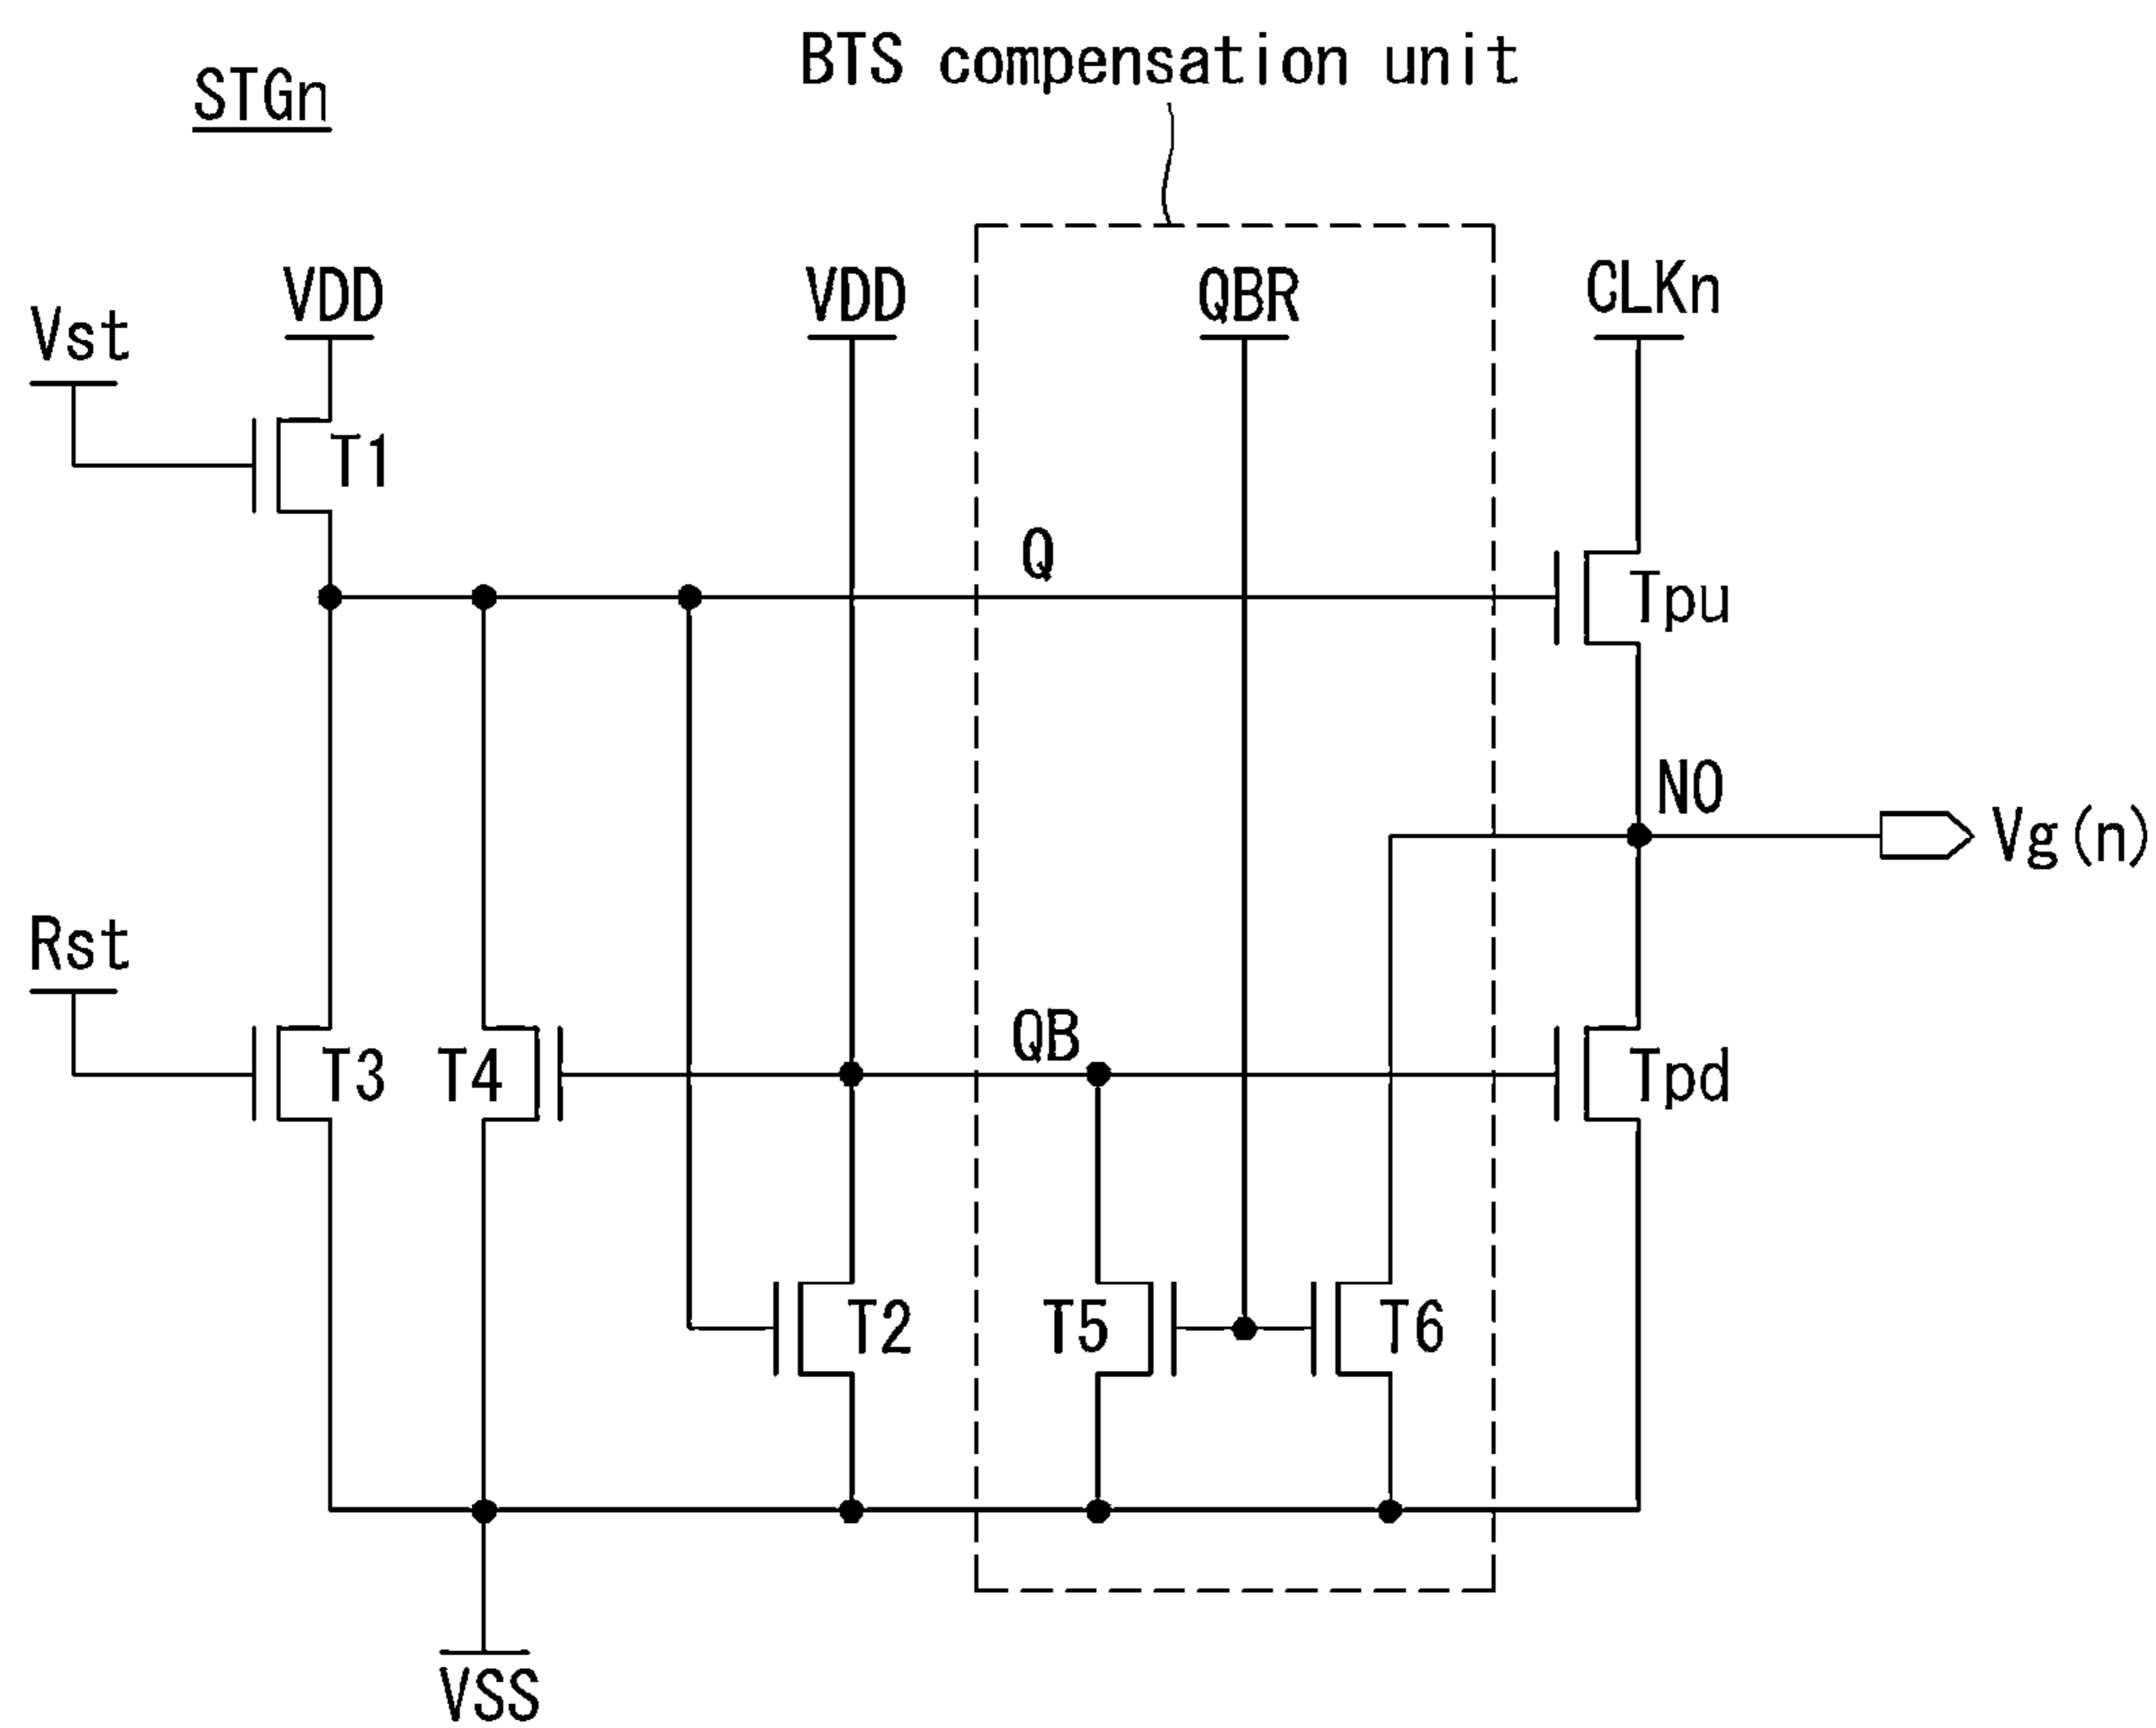 BTS compensation unit
STGn
VDD
VDD
QBR
CLKn
Vst
T1
Q
Tpu
NO
Vg(n)
Rst
QB
T3
T4
Tpd
T2
T5
T6
VSS